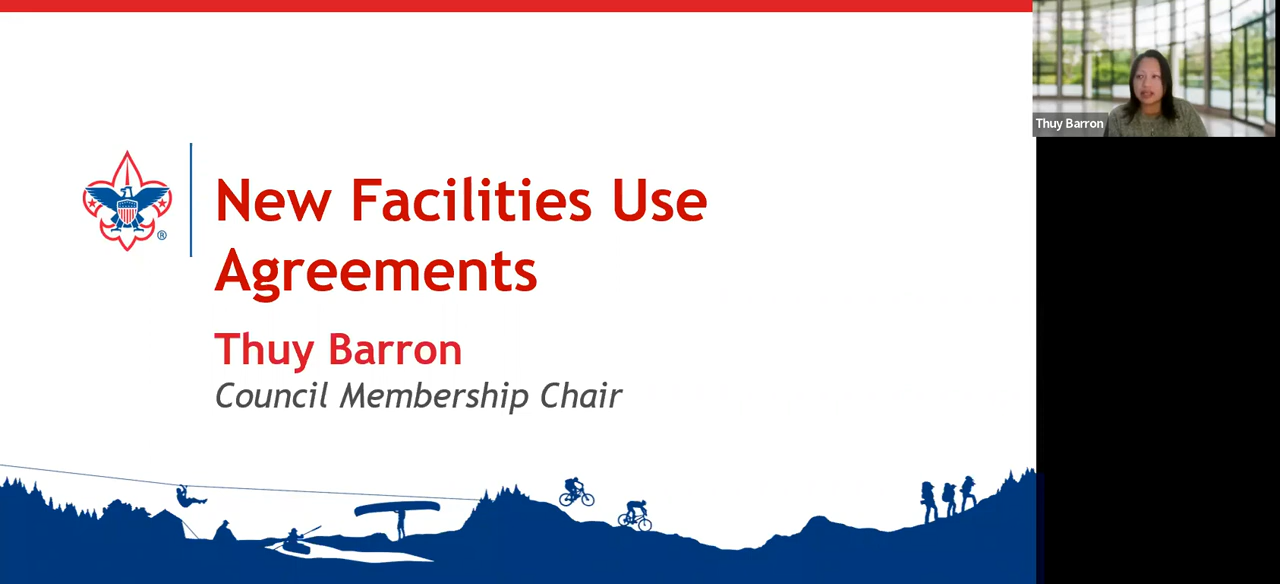 New Facilities Use
Agreements
Thuy Barron
Council Membership Chair
®
Thuy Barron